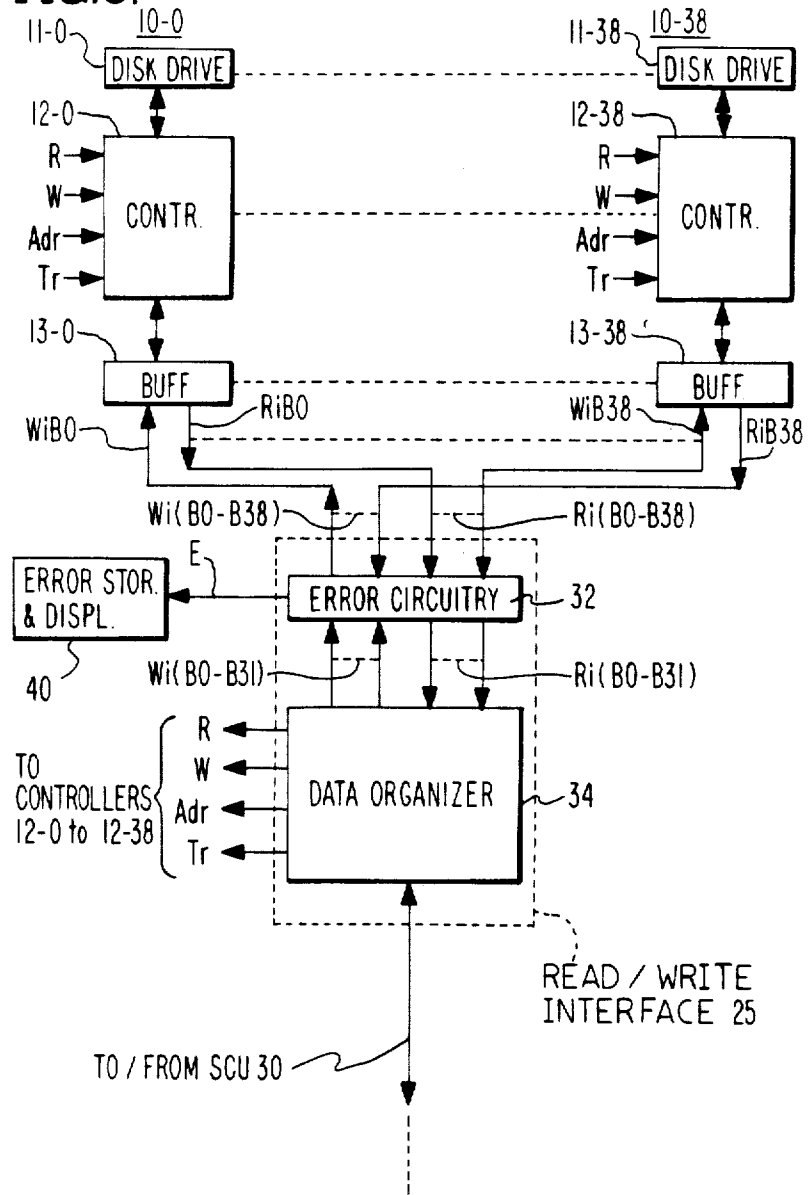 11-0 10-0 11-38 10-38
DISK DRIVE DISK DRIVE
12-0 12-38
R R
W W
CONTR. CONTR.
Adr Adr
Tr Tr
13-0 13-38
BUFF BUFF
WiB0 RiB0 WiB38 RiB38
Wi(B0-B38) Ri(B0-B38)
E
ERROR STOR. & DISPL.
ERROR CIRCUITRY 32
40
Wi(B0-B31) Ri(B0-B31)
TO CONTROLLERS 12-0 to 12-38
R
W
Adr
Tr
DATA ORGANIZER 34
READ / WRITE
INTERFACE 25
TO / FROM SCU 30